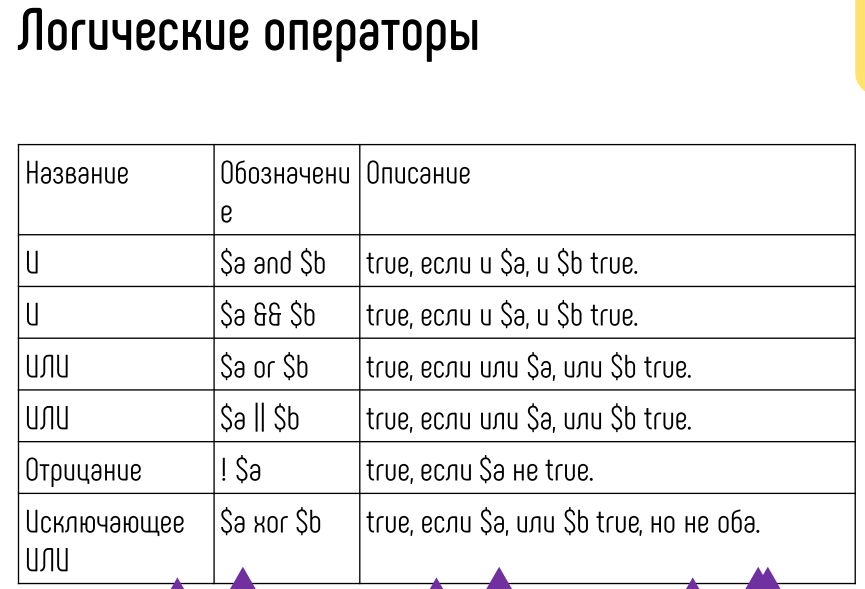 Логические операторы
Название
Обозначени
е
Описание
И
$a and $b
true, если и $a, и $b true.
И
$a && $b
true, если и $a, и $b true.
ИЛИ
$a or $b
true, если или $a, или $b true.
ИЛИ
$a || $b
true, если или $a, или $b true.
Отрицание
! $a
true, если $a не true.
Исключающее
ИЛИ
$a xor $b
true, если $a, или $b true, но не оба.